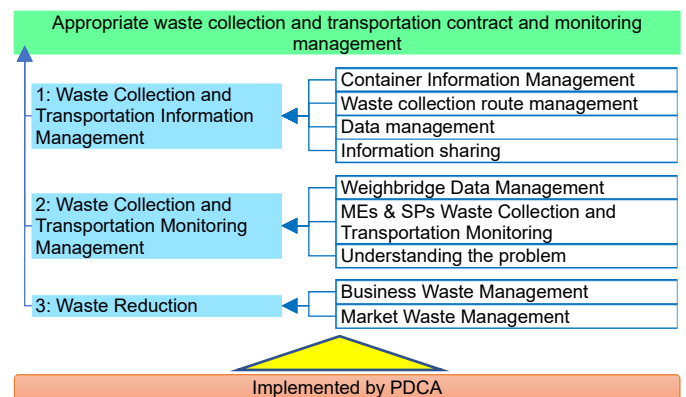 Appropriate waste collection and transportation contract and monitoring
management
1: Waste Collection and
Transportation Information
Management
Container Information Management
Waste collection route management
Data management
Information sharing
2: Waste Collection and
Transportation Monitoring
Management
Weighbridge Data Management
MEs & SPs Waste Collection and
Transportation Monitoring
Understanding the problem
3: Waste Reduction
Business Waste Management
Market Waste Management
Implemented by PDCA